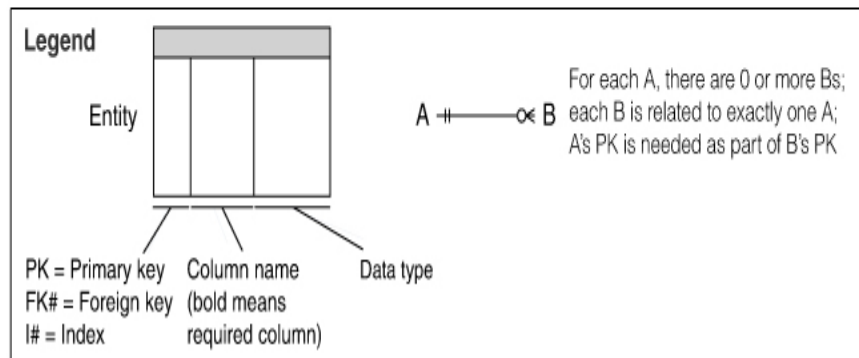 Legend
Entity
A
B
For each A, there are 0 or more Bs;
each B is related to exactly one A;
A's PK is needed as part of B's PK
PK = Primary key
FK# = Foreign key
I# = Index
Column name
(bold means
required column)
Data type